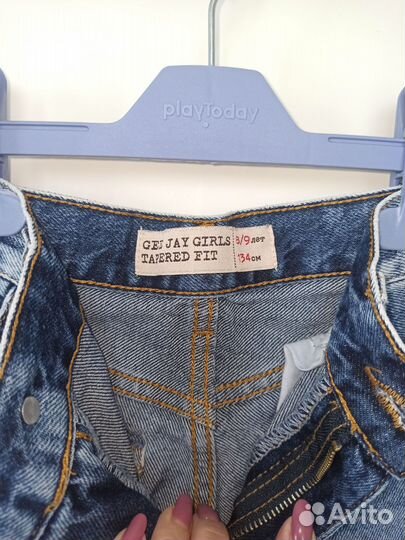 playToday
GEE JAY GIRLS
TAPERED FIT
8/9 лет
134 см
Avito